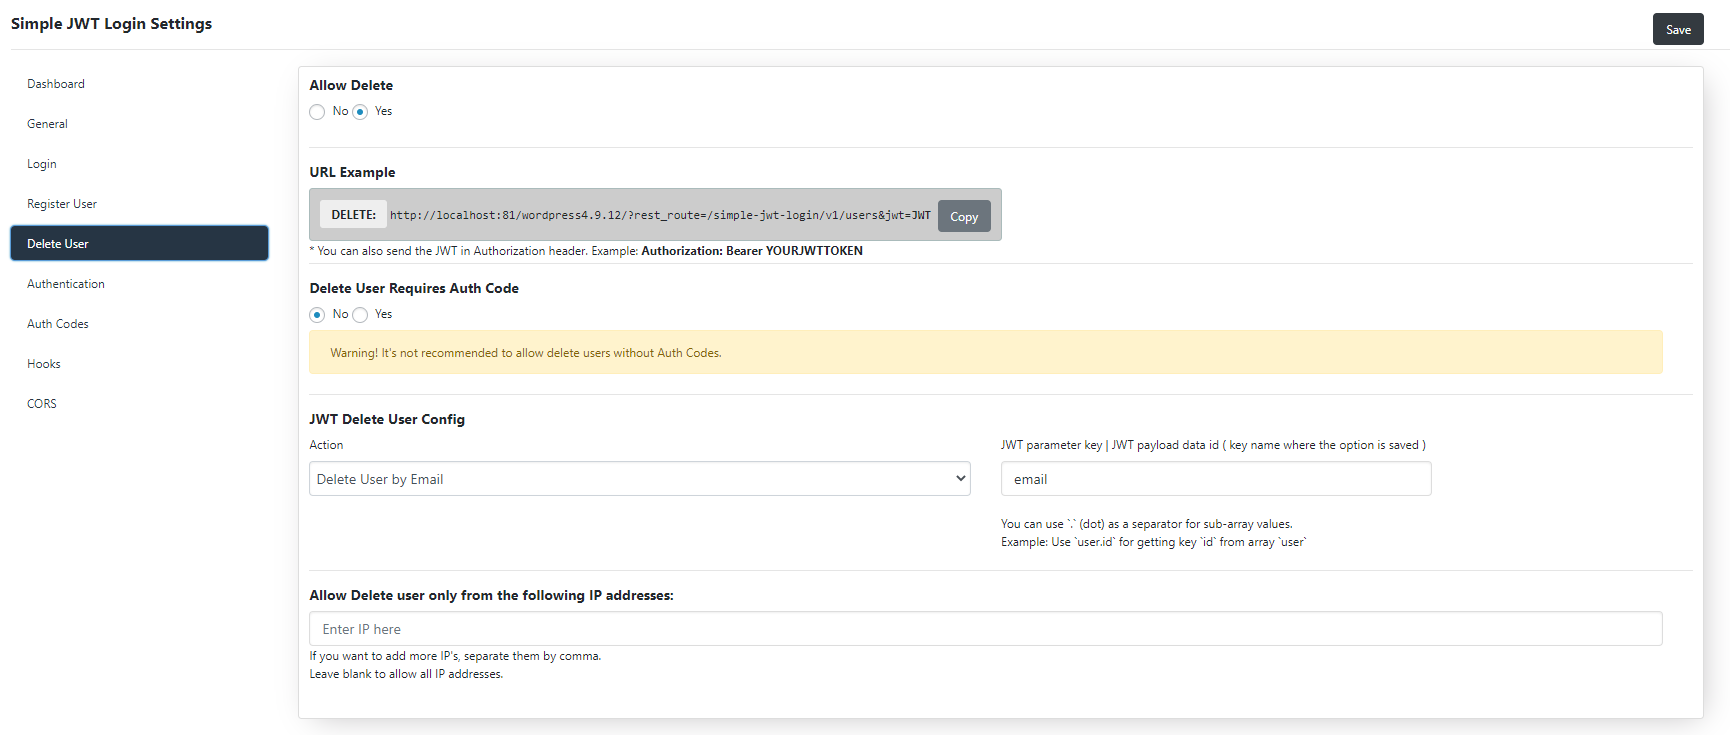 Simple JWT Login Settings
Save
Dashboard
General
Login
Register User
Delete User
Authentication
Auth Codes
Hooks
CORS
Allow Delete
No Yes
URL Example
DELETE: http://localhost:81/wordpress4.9.12/?rest_route=/simple-jwt-login/v1/users&jwt=JWT Copy
* You can also send the JWT in Authorization header. Example: Authorization: Bearer YOURJWTTOKEN
Delete User Requires Auth Code
No Yes
Warning! It's not recommended to allow delete users without Auth Codes.
JWT Delete User Config
Action
Delete User by Email
JWT parameter key | JWT payload data id ( key name where the option is saved )
email
You can use `.` (dot) as a separator for sub-array values.
Example: Use `user.id` for getting key `id` from array `user`
Allow Delete user only from the following IP addresses:
Enter IP here
If you want to add more IP's, separate them by comma.
Leave blank to allow all IP addresses.